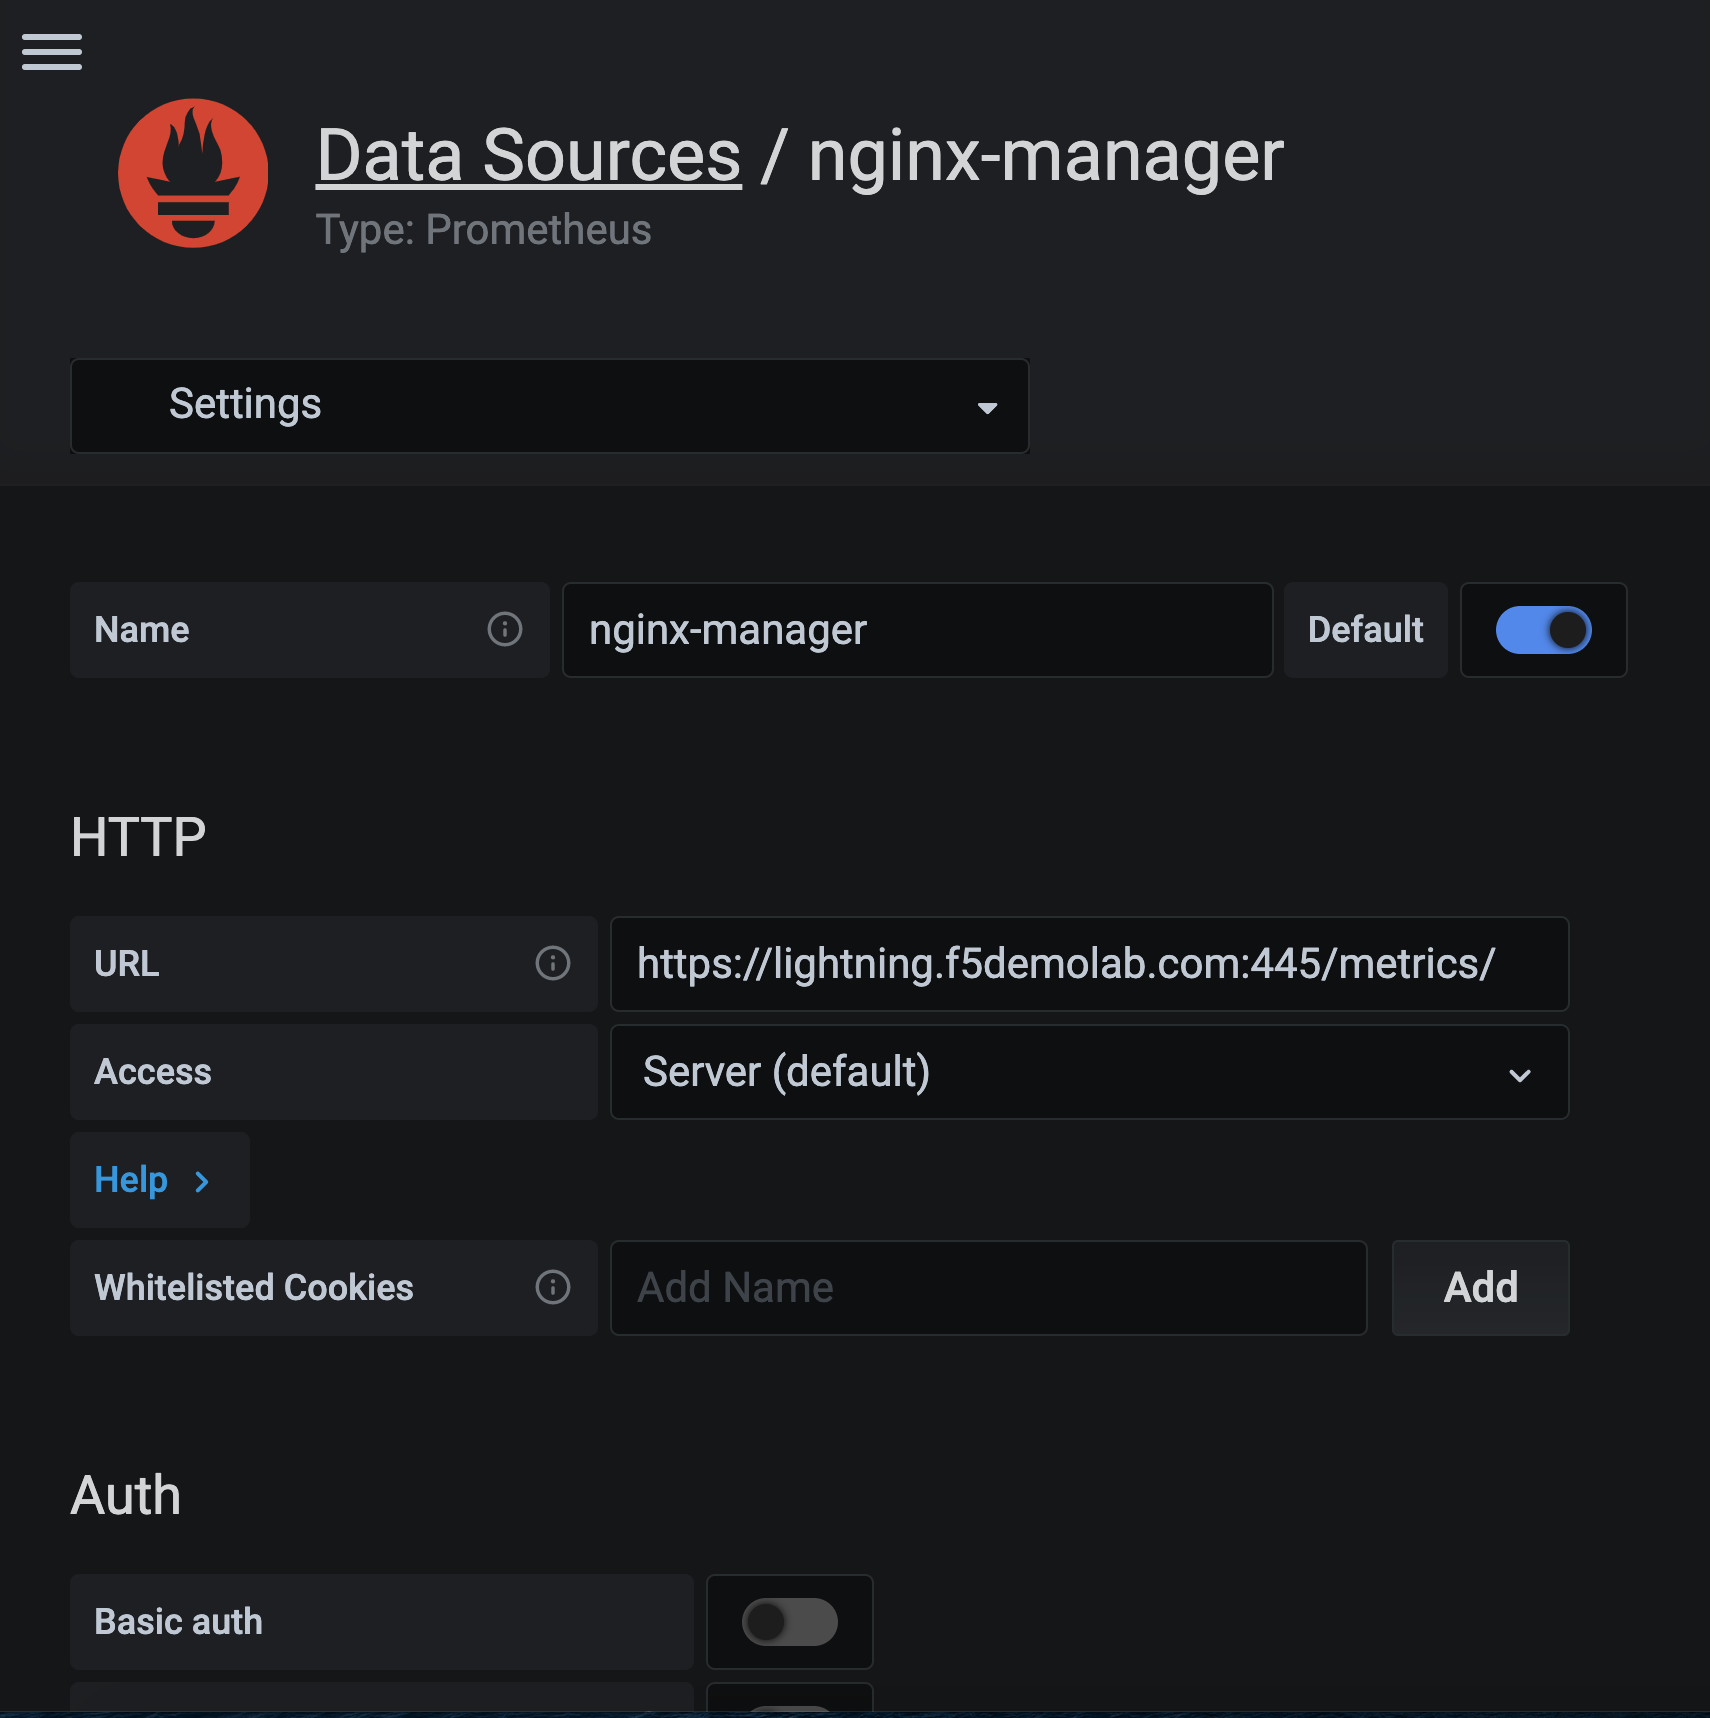 Data Sources / nginx-manager
Type: Prometheus
Settings
Name
nginx-manager
Default
HTTP
URL
https://lightning.f5demolab.com:445/metrics/
Access
Server (default)
Help
Whitelisted Cookies
Add Name
Add
Auth
Basic auth